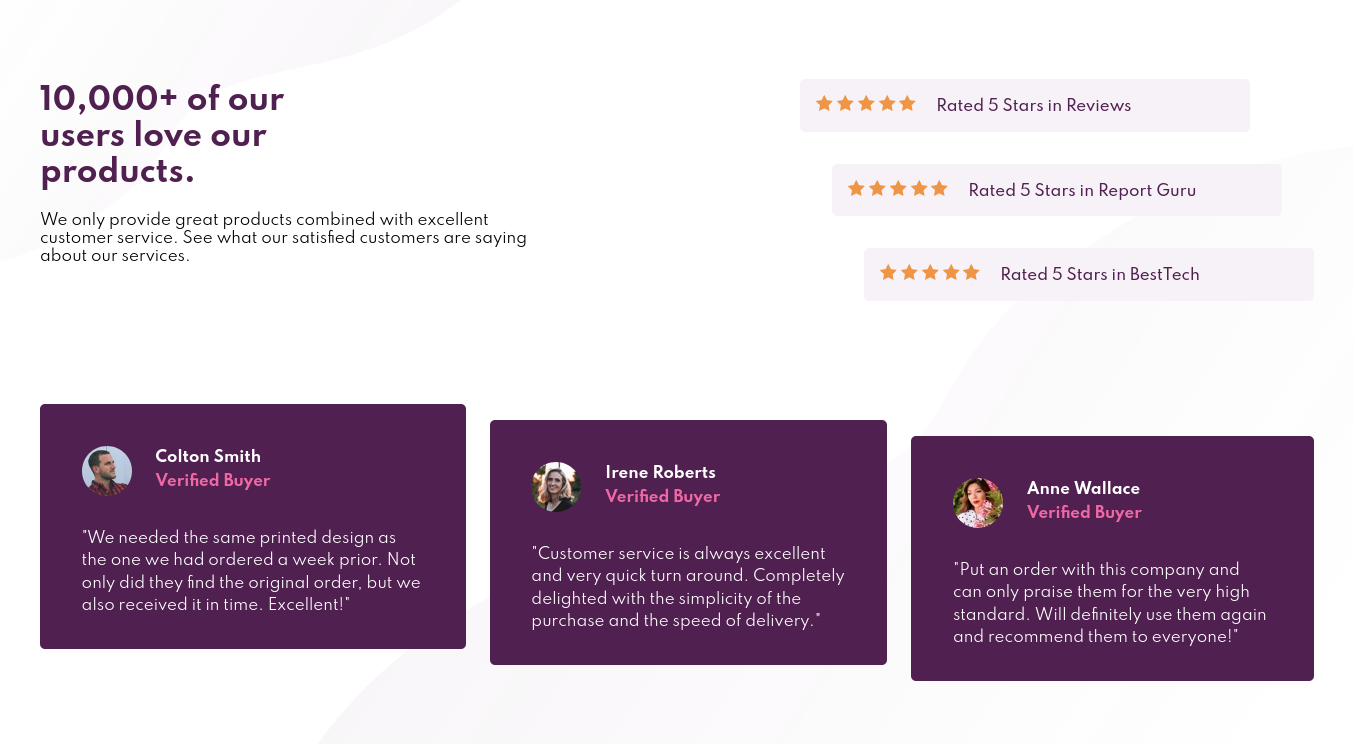 10,000+ of our
users love our
products.
We only provide great products combined with excellent
customer service. See what our satisfied customers are saying
about our services.
Rated 5 Stars in Reviews
Rated 5 Stars in Report Guru
Rated 5 Stars in BestTech
Colton Smith
Verified Buyer
"We needed the same printed design as
the one we had ordered a week prior. Not
only did they find the original order, but we
also received it in time. Excellent!"
Irene Roberts
Verified Buyer
"Customer service is always excellent
and very quick turn around. Completely
delighted with the simplicity of the
purchase and the speed of delivery."
Anne Wallace
Verified Buyer
"Put an order with this company and
can only praise them for the very high
standard. Will definitely use them again
and recommend them to everyone!"